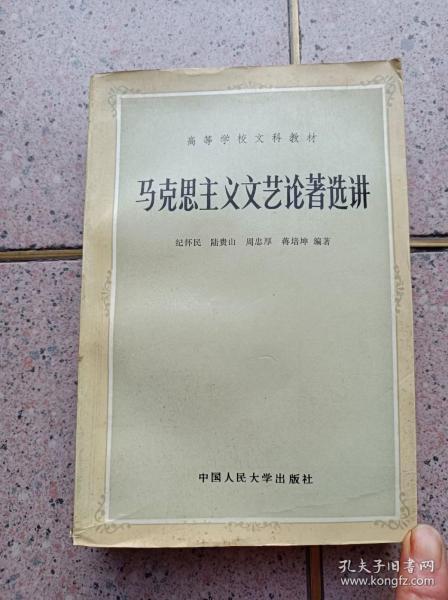 高等学校文科教材
马克思主义文艺论著选讲
纪怀民 陆贵山 周忠厚 蒋培坤 编著
中国人民大学出版社
孔夫子旧书网
www.kongfz.com